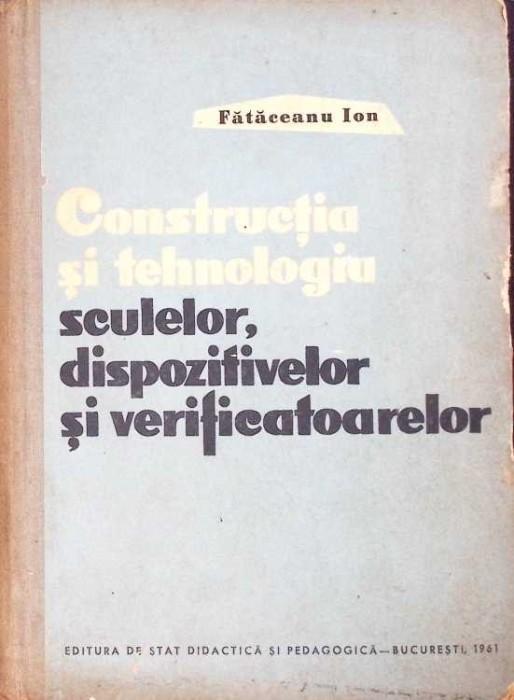 Fătăceanu Ion
Construcția
și tehnologia
sculelor,
dispozitivelor
și verificatoarelor
EDITURA DE STAT DIDACTICĂ ȘI PEDAGOGICĂ—BUCUREȘTI, 1961